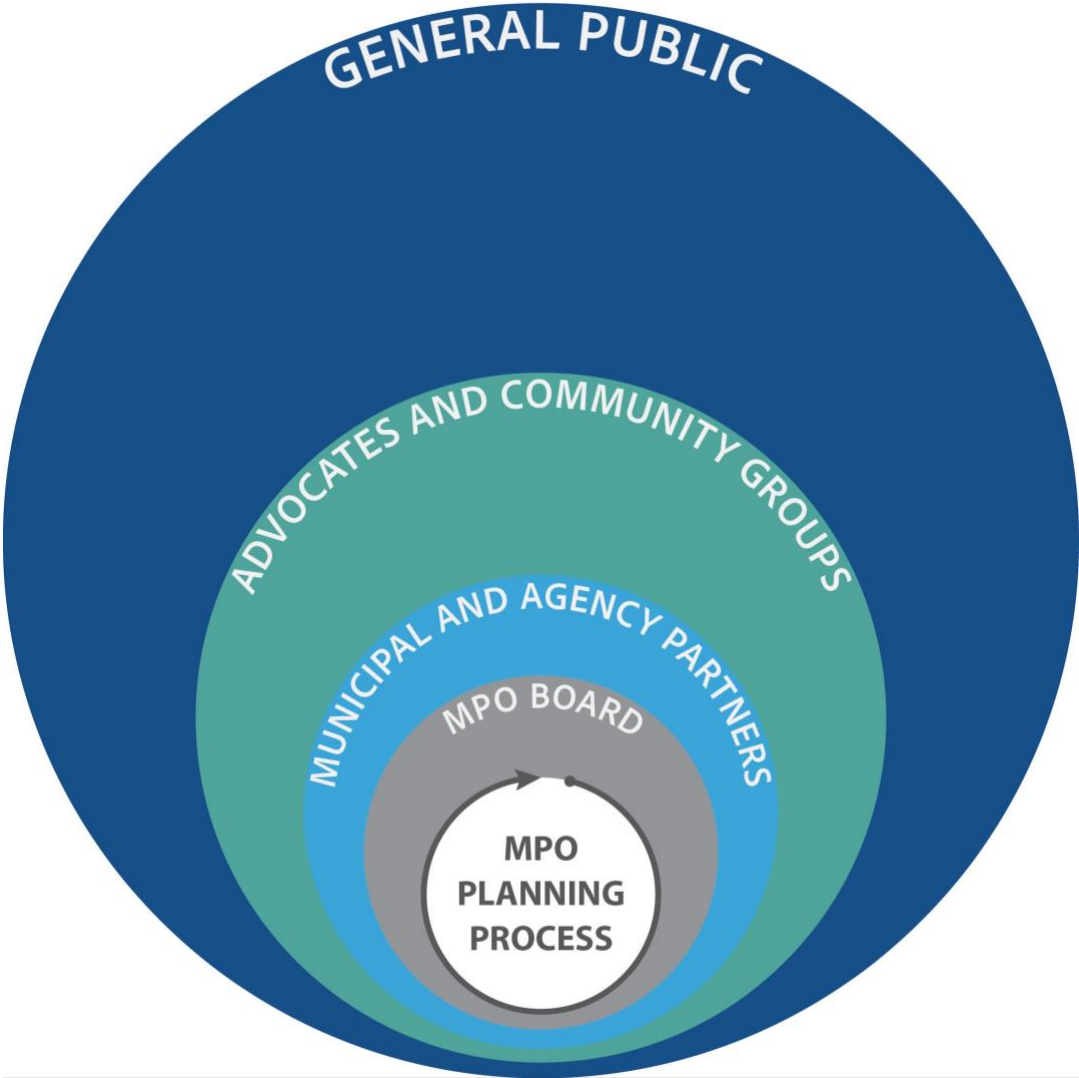 GENERAL PUBLIC
ADVOCATES AND COMMUNITY GROUPS
MUNICIPAL AND AGENCY PARTNERS
MPO BOARD
MPO
PLANNING
PROCESS